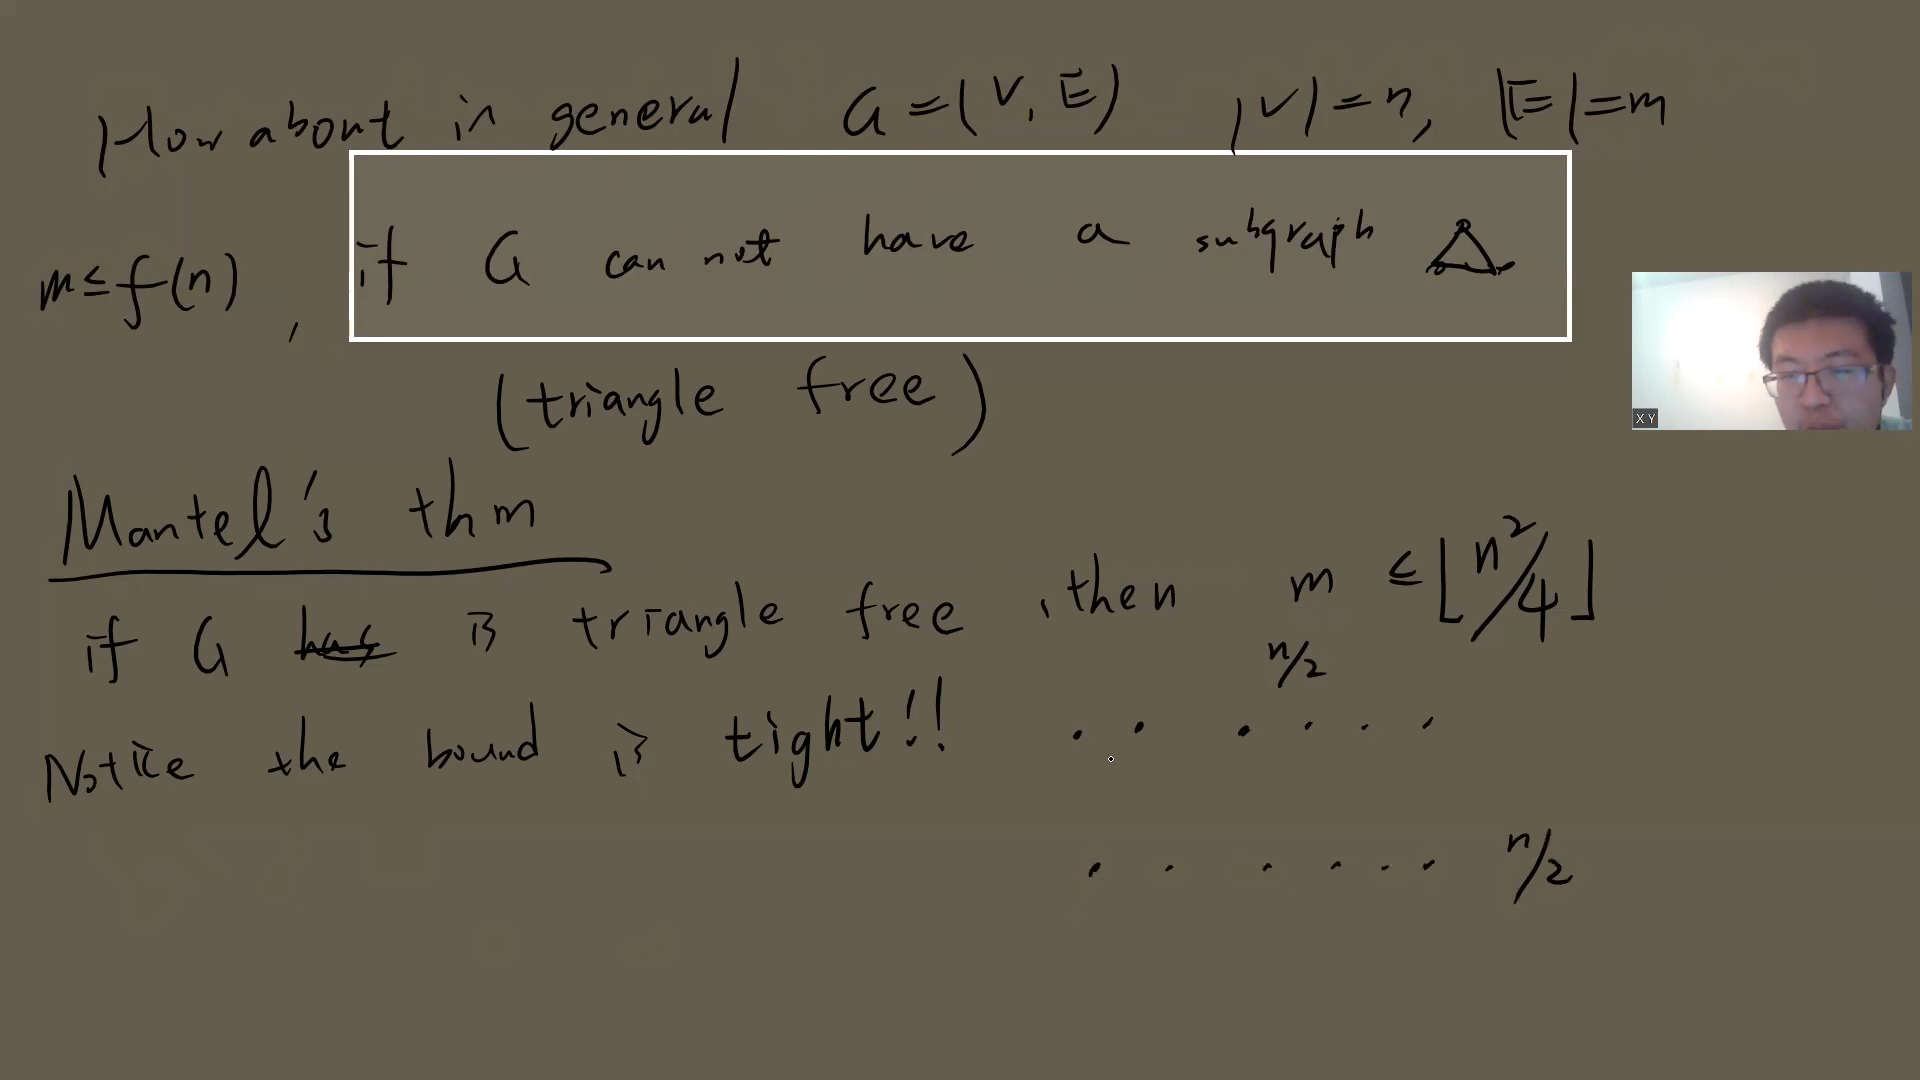 How about in general G = (V, E) |V| = n, |E| = m
m ≤ f(n), if G can not have a subgraph △
(triangle free)
X Y
Mantel's thm
if G has is triangle free, then m ≤ ⌊n²/4⌋
n/2
Notice the bound is tight!!
n/2